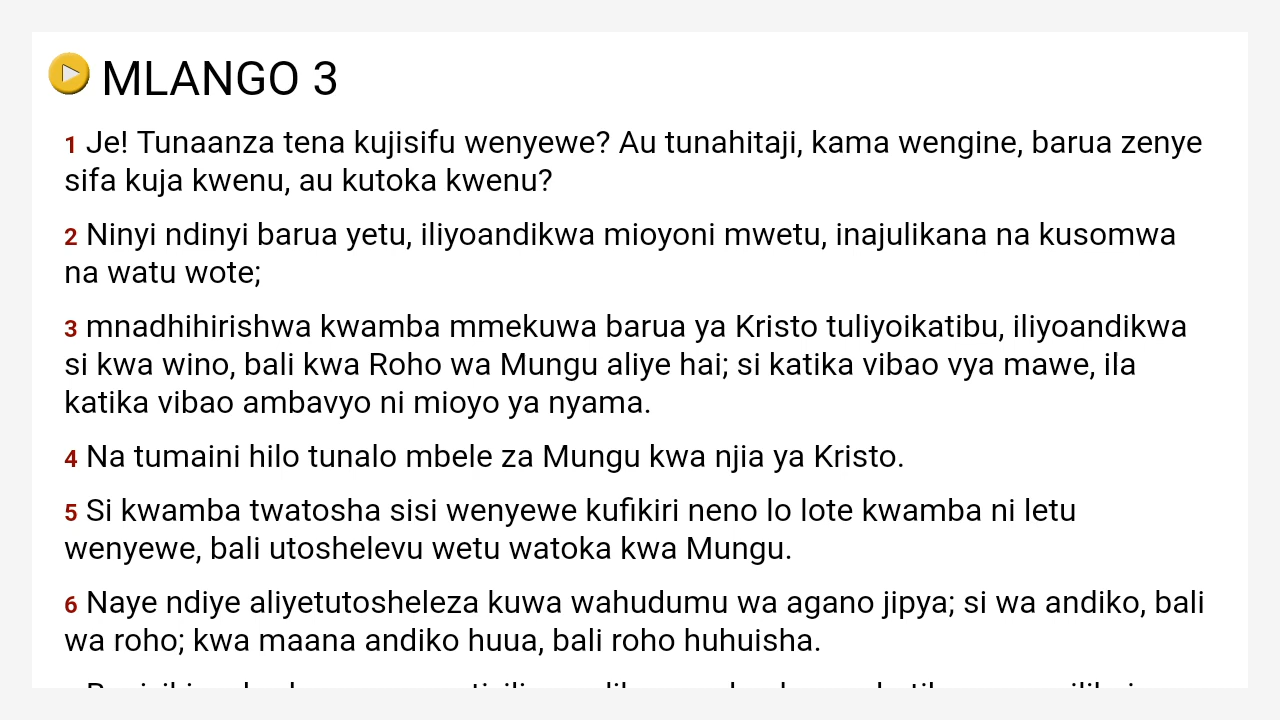 MLANGO 3
1 Je! Tunaanza tena kujisifu wenyewe? Au tunahitaji, kama wengine, barua zenye
sifa kuja kwenu, au kutoka kwenu?
2 Ninyi ndinyi barua yetu, iliyoandikwa mioyoni mwetu, inajulikana na kusomwa
na watu wote;
3 mnadhihirishwa kwamba mmekuwa barua ya Kristo tuliyoikatibu, iliyoandikwa
si kwa wino, bali kwa Roho wa Mungu aliye hai; si katika vibao vya mawe, ila
katika vibao ambavyo ni mioyo ya nyama.
4 Na tumaini hilo tunalo mbele za Mungu kwa njia ya Kristo.
5 Si kwamba twatosha sisi wenyewe kufikiri neno lo lote kwamba ni letu
wenyewe, bali utoshelevu wetu watoka kwa Mungu.
6 Naye ndiye aliyetutosheleza kuwa wahudumu wa agano jipya; si wa andiko, bali
wa roho; kwa maana andiko huua, bali roho huhuisha.